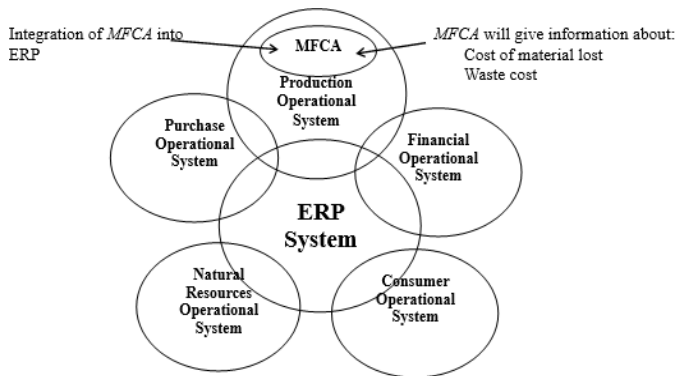 Integration of MFCA into
ERP
MFCA
MFCA will give information about:
Cost of material lost
Waste cost
Production
Operational
System
Purchase
Operational
System
Financial
Operational
System
ERP
System
Natural
Resources
Operational
System
Consumer
Operational
System